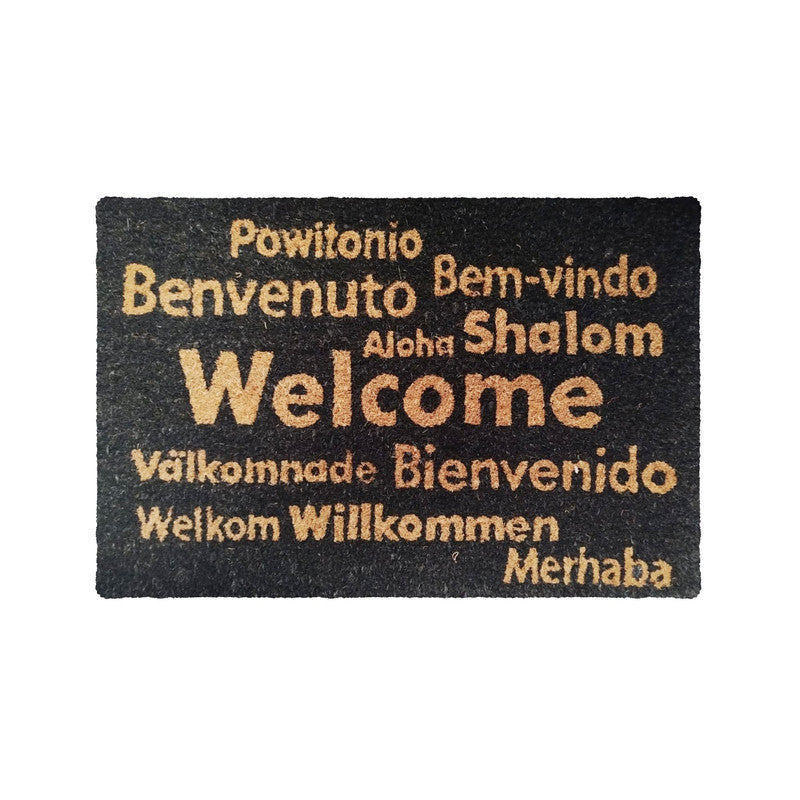 Powitonio
Benvenuto Bem-vindo
Aloha Shalom
Welcome
Välkomnade Bienvenido
Welkom Willkommen
Merhaba